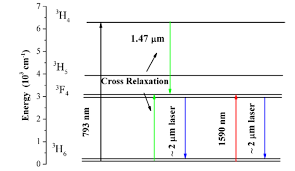 7
6
5
4
3
2
1
0
Energy (10³ cm⁻¹)
³H₄
³H₅
³F₄
³H₆
1.47 μm
Cross Relaxation
793 nm
~ 2 μm laser
1590 nm
~ 2 μm laser